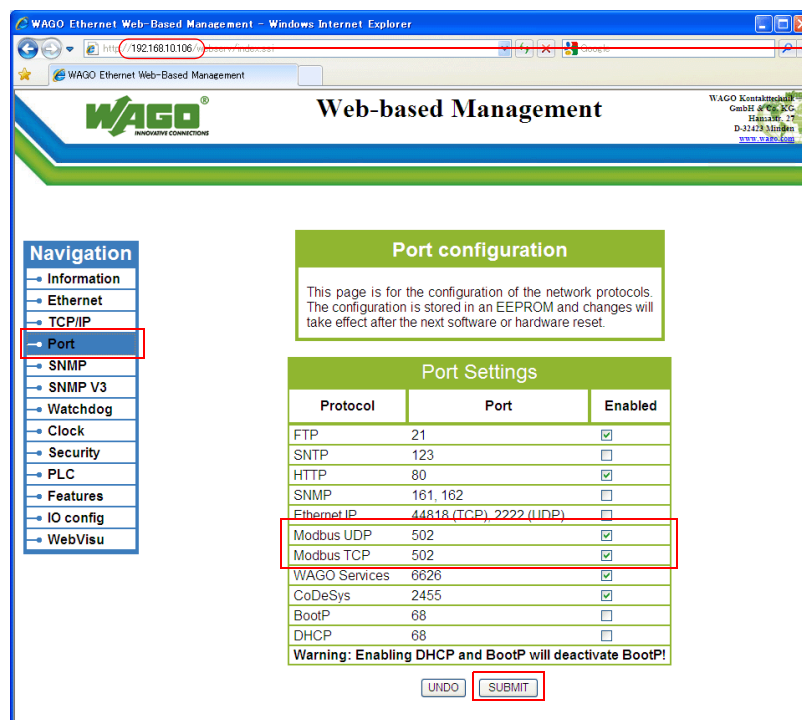 WAGO Ethernet Web-Based Management - Windows Internet Explorer
http://192.168.10.106/webserv/index.ssi
Google
WAGO Ethernet Web-Based Management
WAGO®
INNOVATIVE CONNECTIONS
Web-based Management
WAGO Kontakttechnik
GmbH & Co. KG
Hansastr. 27
D-32423 Minden
www.wago.com
Navigation
Information
Ethernet
TCP/IP
Port
SNMP
SNMP V3
Watchdog
Clock
Security
PLC
Features
IO config
WebVisu
Port configuration
This page is for the configuration of the network protocols.
The configuration is stored in an EEPROM and changes will
take effect after the next software or hardware reset.
Port Settings
Protocol Port Enabled
FTP 21
SNTP 123
HTTP 80
SNMP 161, 162
Ethernet IP 44818 (TCP), 2222 (UDP)
Modbus UDP 502
Modbus TCP 502
WAGO Services 6626
CoDeSys 2455
BootP 68
DHCP 68
Warning: Enabling DHCP and BootP will deactivate BootP!
UNDO SUBMIT